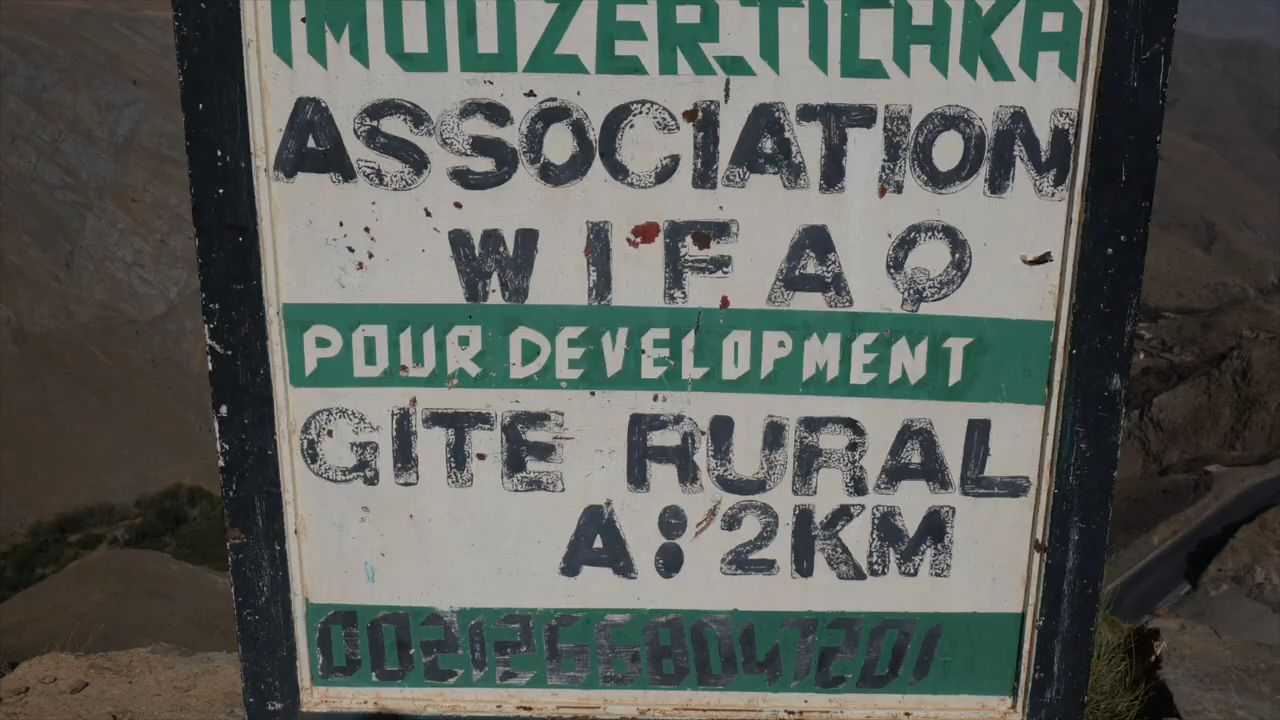 IMOUZER.TICHKA
ASSOCIATION
WIFAQ
POUR DEVELOPMENT
GITE RURAL
A:2KM
00212668047201